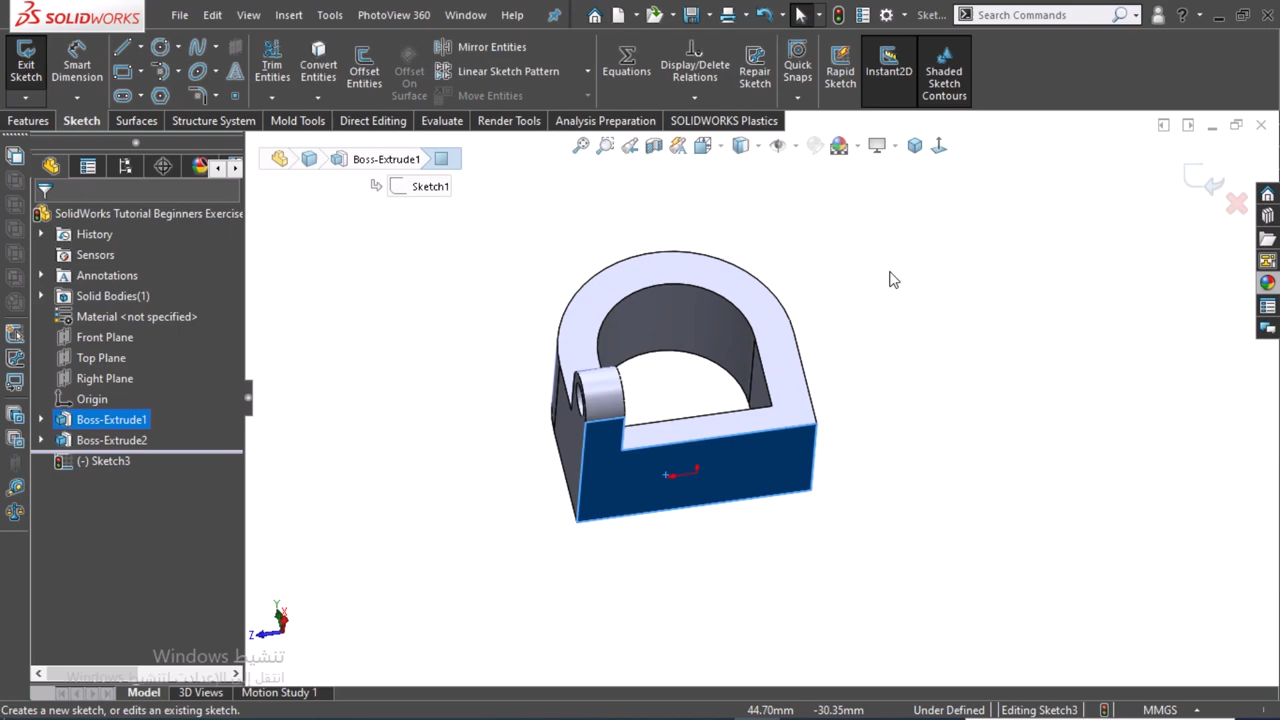 SOLIDWORKS
File Edit View Insert Tools PhotoView 360 Window Help
Sket...
Search Commands
Exit Sketch
Smart Dimension
Trim Entities
Convert Entities
Offset Entities
Offset On Surface
Mirror Entities
Linear Sketch Pattern
Move Entities
Equations
Display/Delete Relations
Repair Sketch
Quick Snaps
Rapid Sketch
Instant2D
Shaded Sketch Contours
Features Sketch Surfaces Structure System Mold Tools Direct Editing Evaluate Render Tools Analysis Preparation SOLIDWORKS Plastics
Boss-Extrude1
Sketch1
SolidWorks Tutorial Beginners Exercise
History
Sensors
Annotations
Solid Bodies(1)
Material <not specified>
Front Plane
Top Plane
Right Plane
Origin
Boss-Extrude1
Boss-Extrude2
(-) Sketch3
Y
X
Z
تنشيط Windows
Model 3D Views Motion Study 1
Creates a new sketch, or edits an existing sketch.
44.70mm -30.35mm Under Defined Editing Sketch3 MMGS